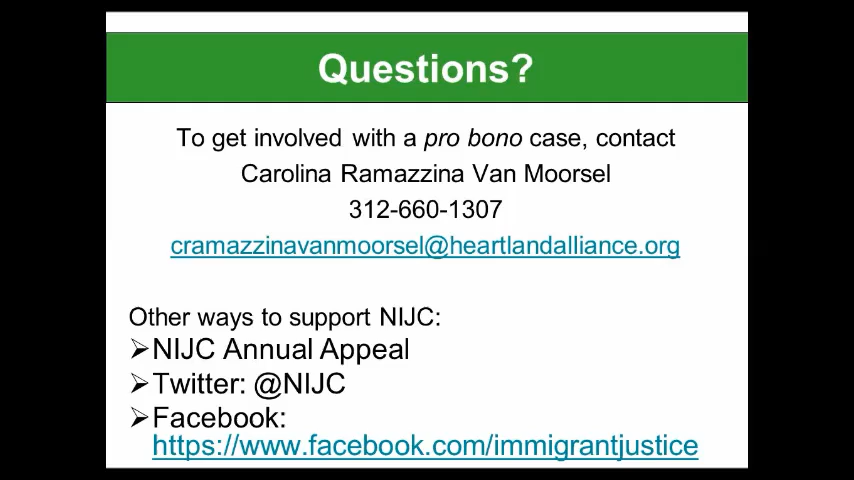 Questions?
To get involved with a pro bono case, contact
Carolina Ramazzina Van Moorsel
312-660-1307
cramazzinavanmoorsel@heartlandalliance.org
Other ways to support NIJC:
➢NIJC Annual Appeal
➢Twitter: @NIJC
➢Facebook:
https://www.facebook.com/immigrantjustice